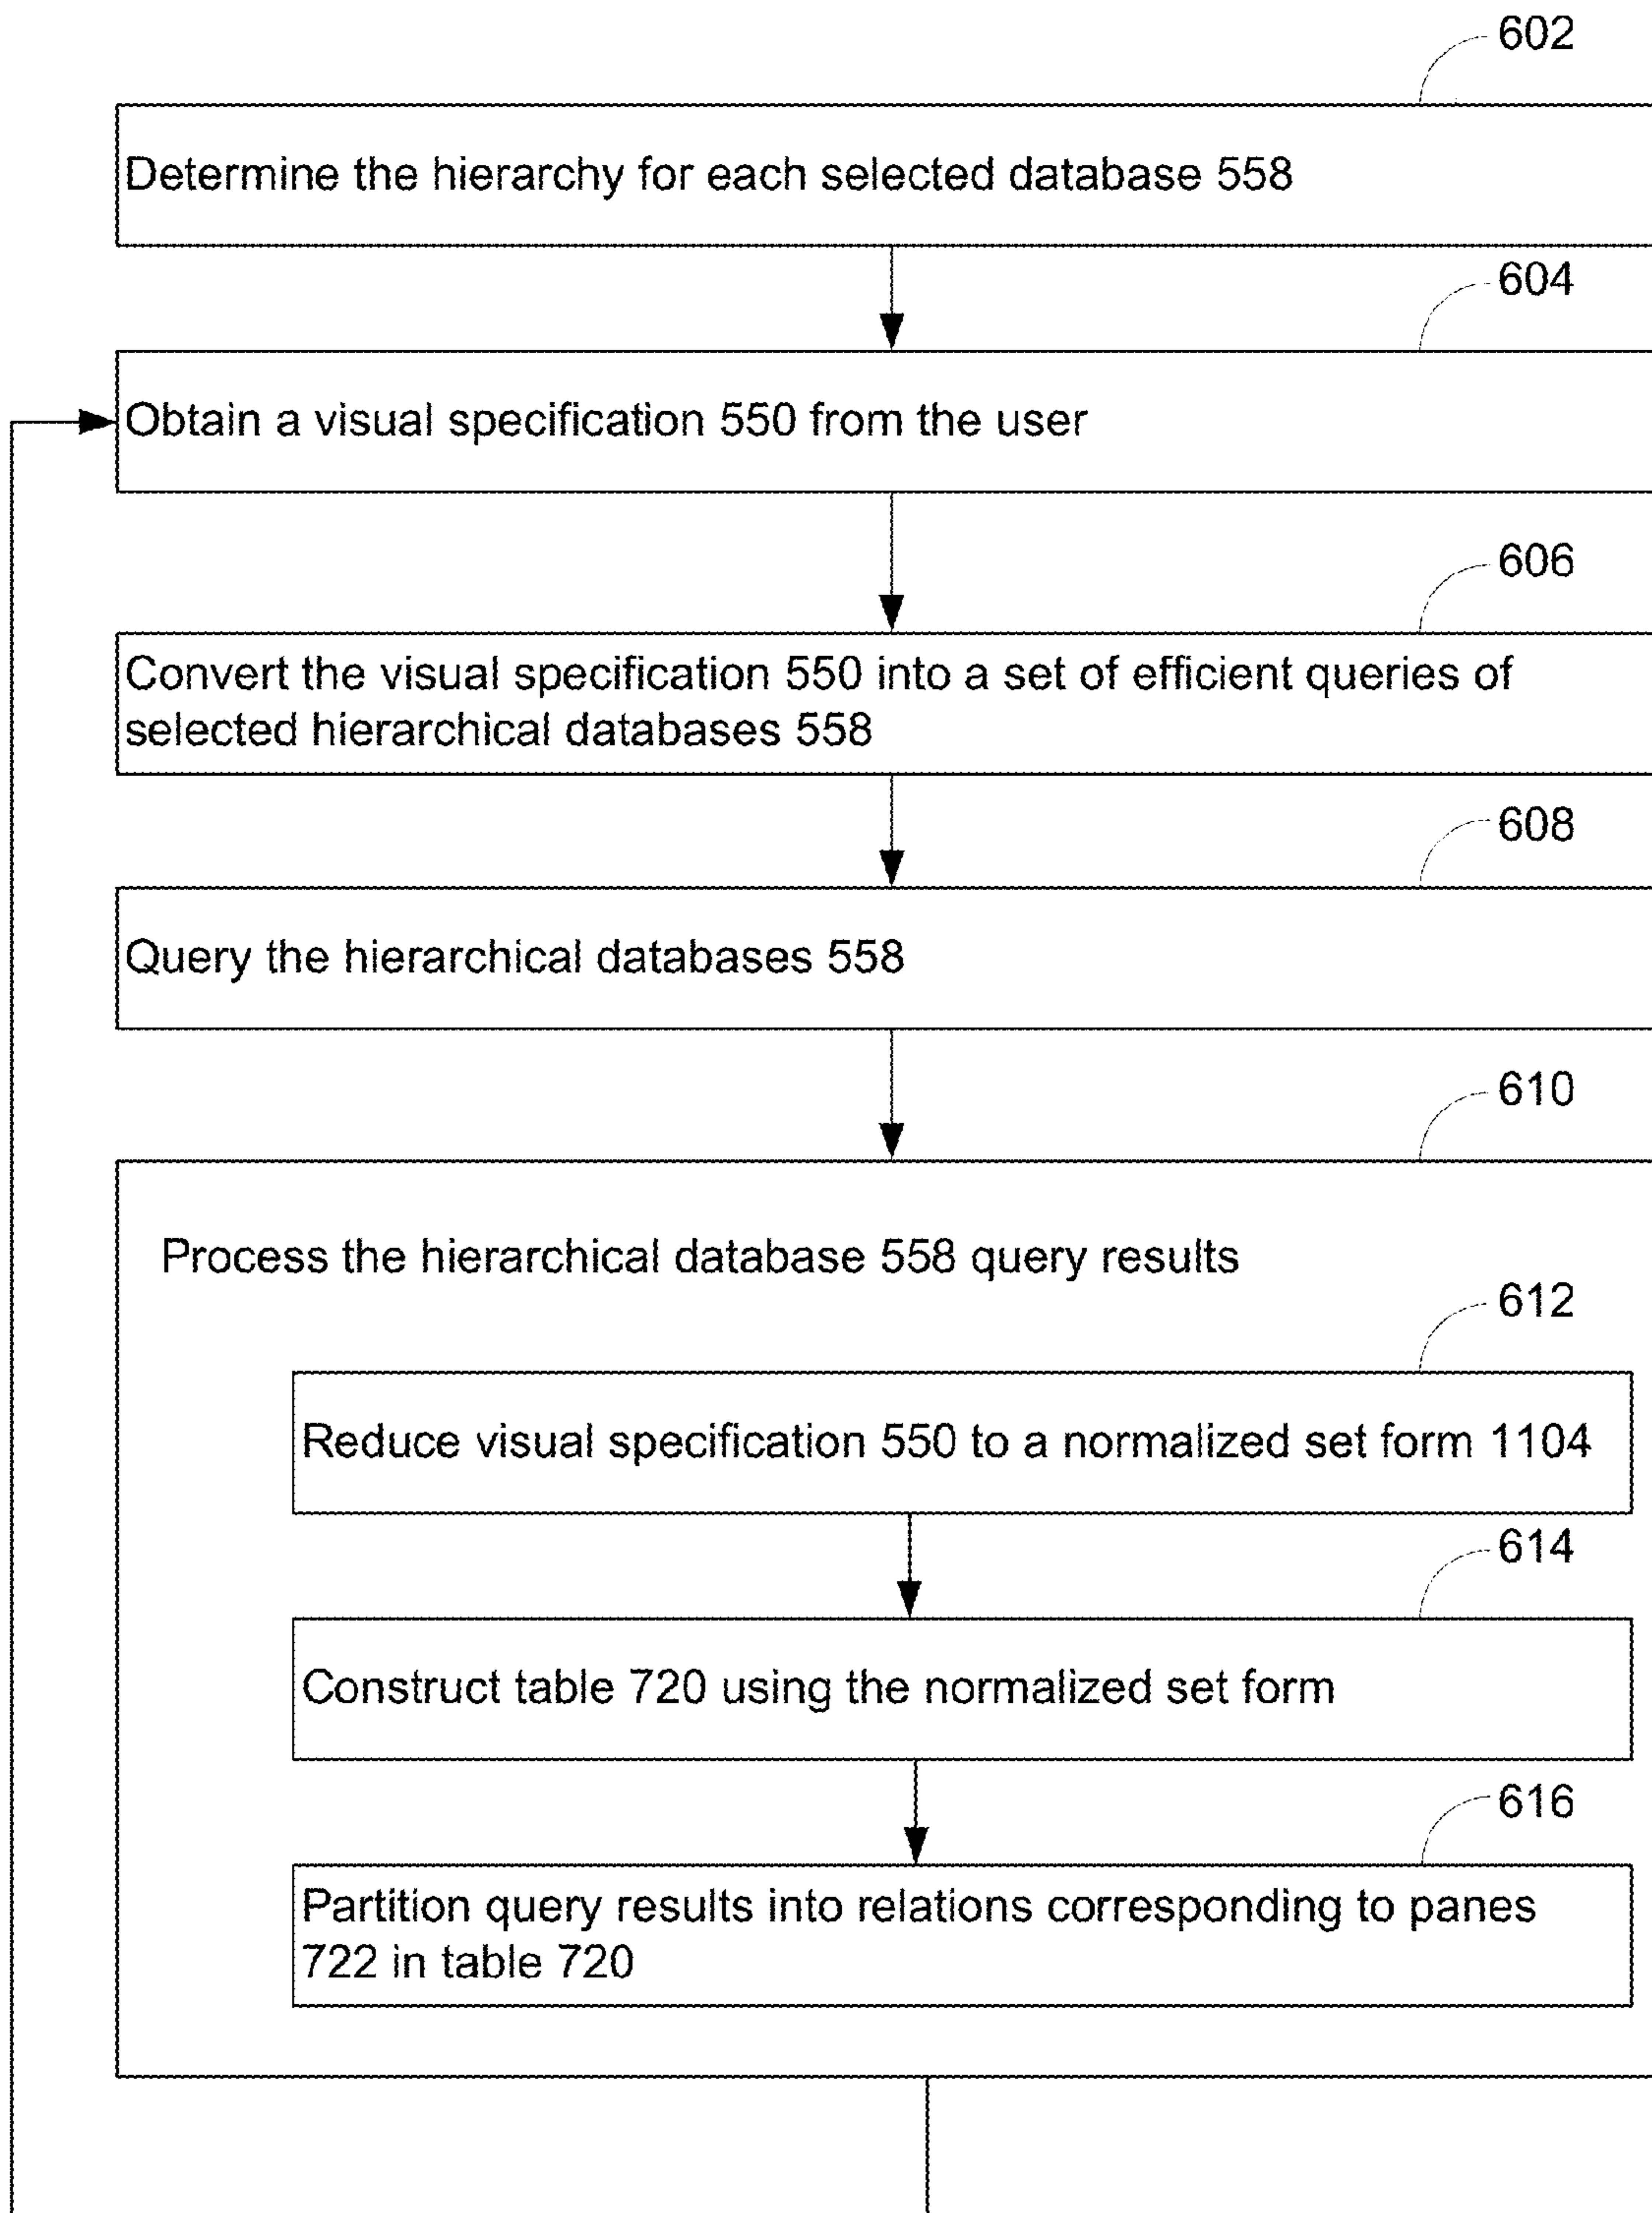 602
Determine the hierarchy for each selected database 558
604
Obtain a visual specification 550 from the user
606
Convert the visual specification 550 into a set of efficient queries of
selected hierarchical databases 558
608
Query the hierarchical databases 558
610
Process the hierarchical database 558 query results
612
Reduce visual specification 550 to a normalized set form 1104
614
Construct table 720 using the normalized set form
616
Partition query results into relations corresponding to panes
722 in table 720